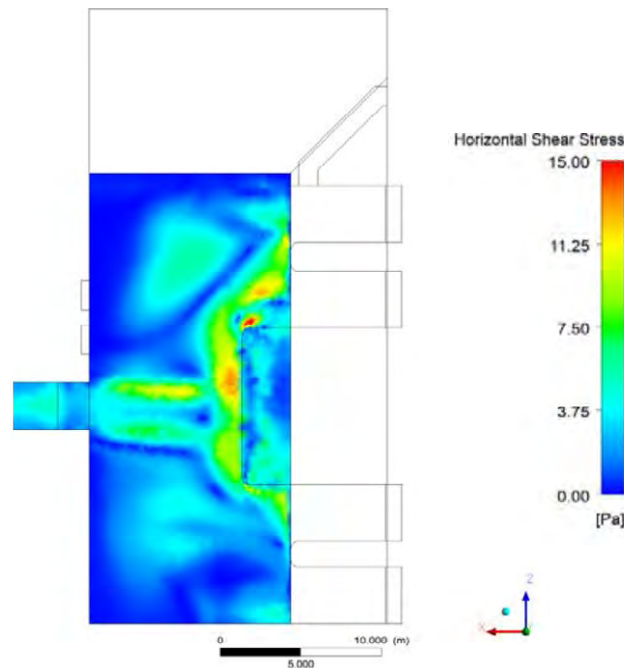 Horizontal Shear Stress
15.00
11.25
7.50
3.75
0.00
[Pa]
Z
X
Y
0 10.000 (m)
5.000